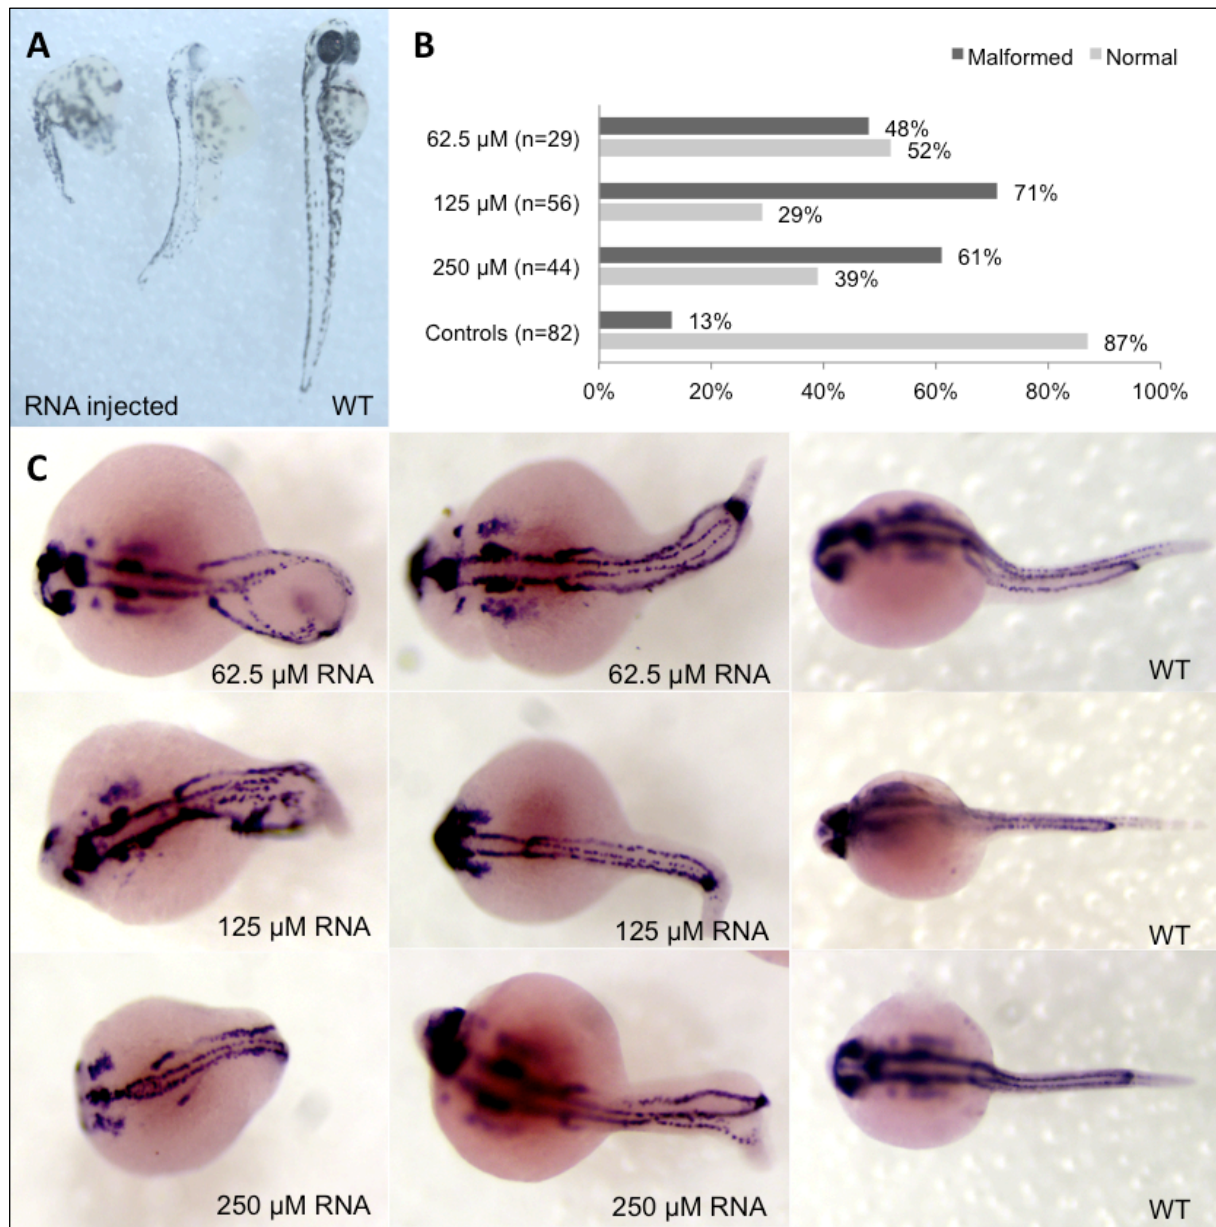 A
RNA injected
WT
B
Malformed
Normal
62.5 µM (n=29)
48%
52%
125 µM (n=56)
71%
29%
250 µM (n=44)
61%
39%
Controls (n=82)
13%
87%
0%
20%
40%
60%
80%
100%
C
62.5 µM RNA
62.5 µM RNA
WT
125 µM RNA
125 µM RNA
WT
250 µM RNA
250 µM RNA
WT